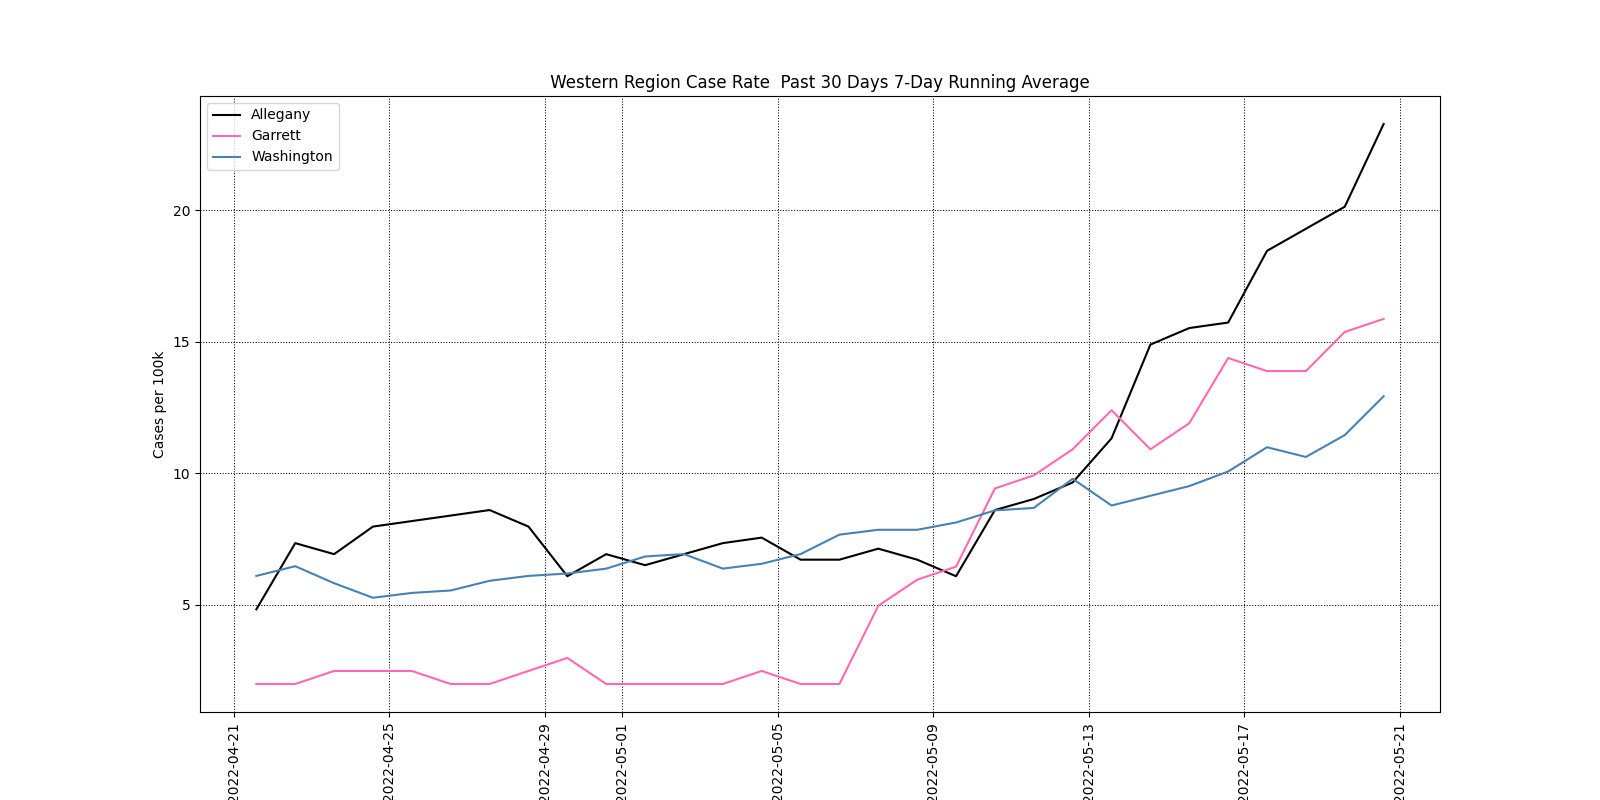 Western Region Case Rate  Past 30 Days 7-Day Running Average
Allegany
Garrett
Washington
Cases per 100k
20
15
10
5
2022-04-21
2022-04-25
2022-04-29
2022-05-01
2022-05-05
2022-05-09
2022-05-13
2022-05-17
2022-05-21